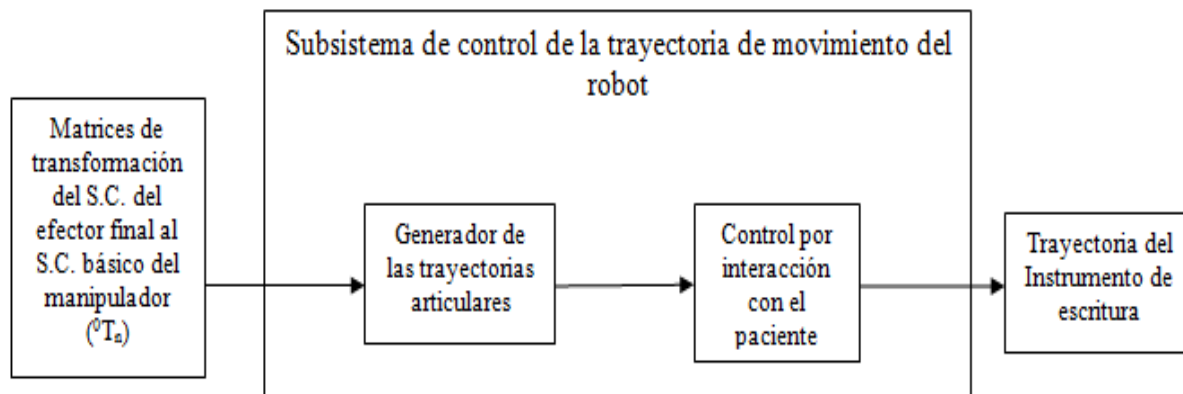 Subsistema de control de la trayectoria de movimiento del
robot
Matrices de
transformación
del S.C. del
efector final al
S.C. básico del
manipulador
(⁰Tₙ)
Generador de
las trayectorias
articulares
Control por
interacción
con el
paciente
Trayectoria del
Instrumento de
escritura